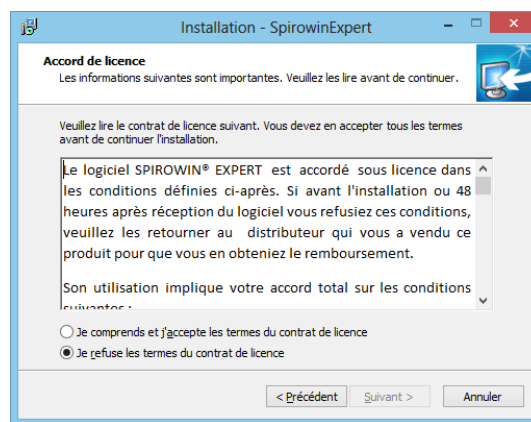 Installation - SpirowinExpert
Accord de licence
Les informations suivantes sont importantes. Veuillez les lire avant de continuer.
Veuillez lire le contrat de licence suivant. Vous devez en accepter tous les termes
avant de continuer l'installation.
Le logiciel SPIROWIN® EXPERT est accordé sous licence dans
les conditions définies ci-après. Si avant l'installation ou 48
heures après réception du logiciel vous refusiez ces conditions,
veuillez les retourner au distributeur qui vous a vendu ce
produit pour que vous en obteniez le remboursement.
Son utilisation implique votre accord total sur les conditions
suivantes :
Je comprends et j'accepte les termes du contrat de licence
Je refuse les termes du contrat de licence
< Précédent
Suivant >
Annuler